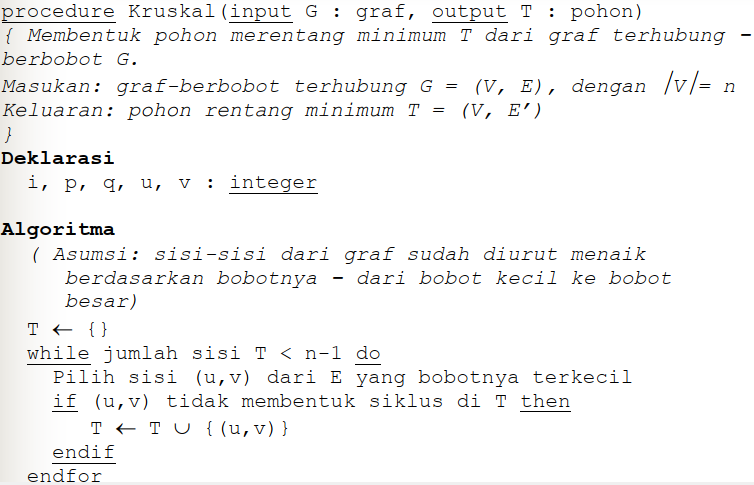 procedure Kruskal(input G : graf, output T : pohon)
{ Membentuk pohon merentang minimum T dari graf terhubung –
berbobot G.
Masukan: graf-berbobot terhubung G = (V, E), dengan |V|= n
Keluaran: pohon rentang minimum T = (V, E’)
}
Deklarasi
i, p, q, u, v : integer
Algoritma
( Asumsi: sisi-sisi dari graf sudah diurut menaik
berdasarkan bobotnya – dari bobot kecil ke bobot
besar)
T ← {}
while jumlah sisi T < n-1 do
Pilih sisi (u,v) dari E yang bobotnya terkecil
if (u,v) tidak membentuk siklus di T then
T ← T ∪ {(u,v)}
endif
endfor